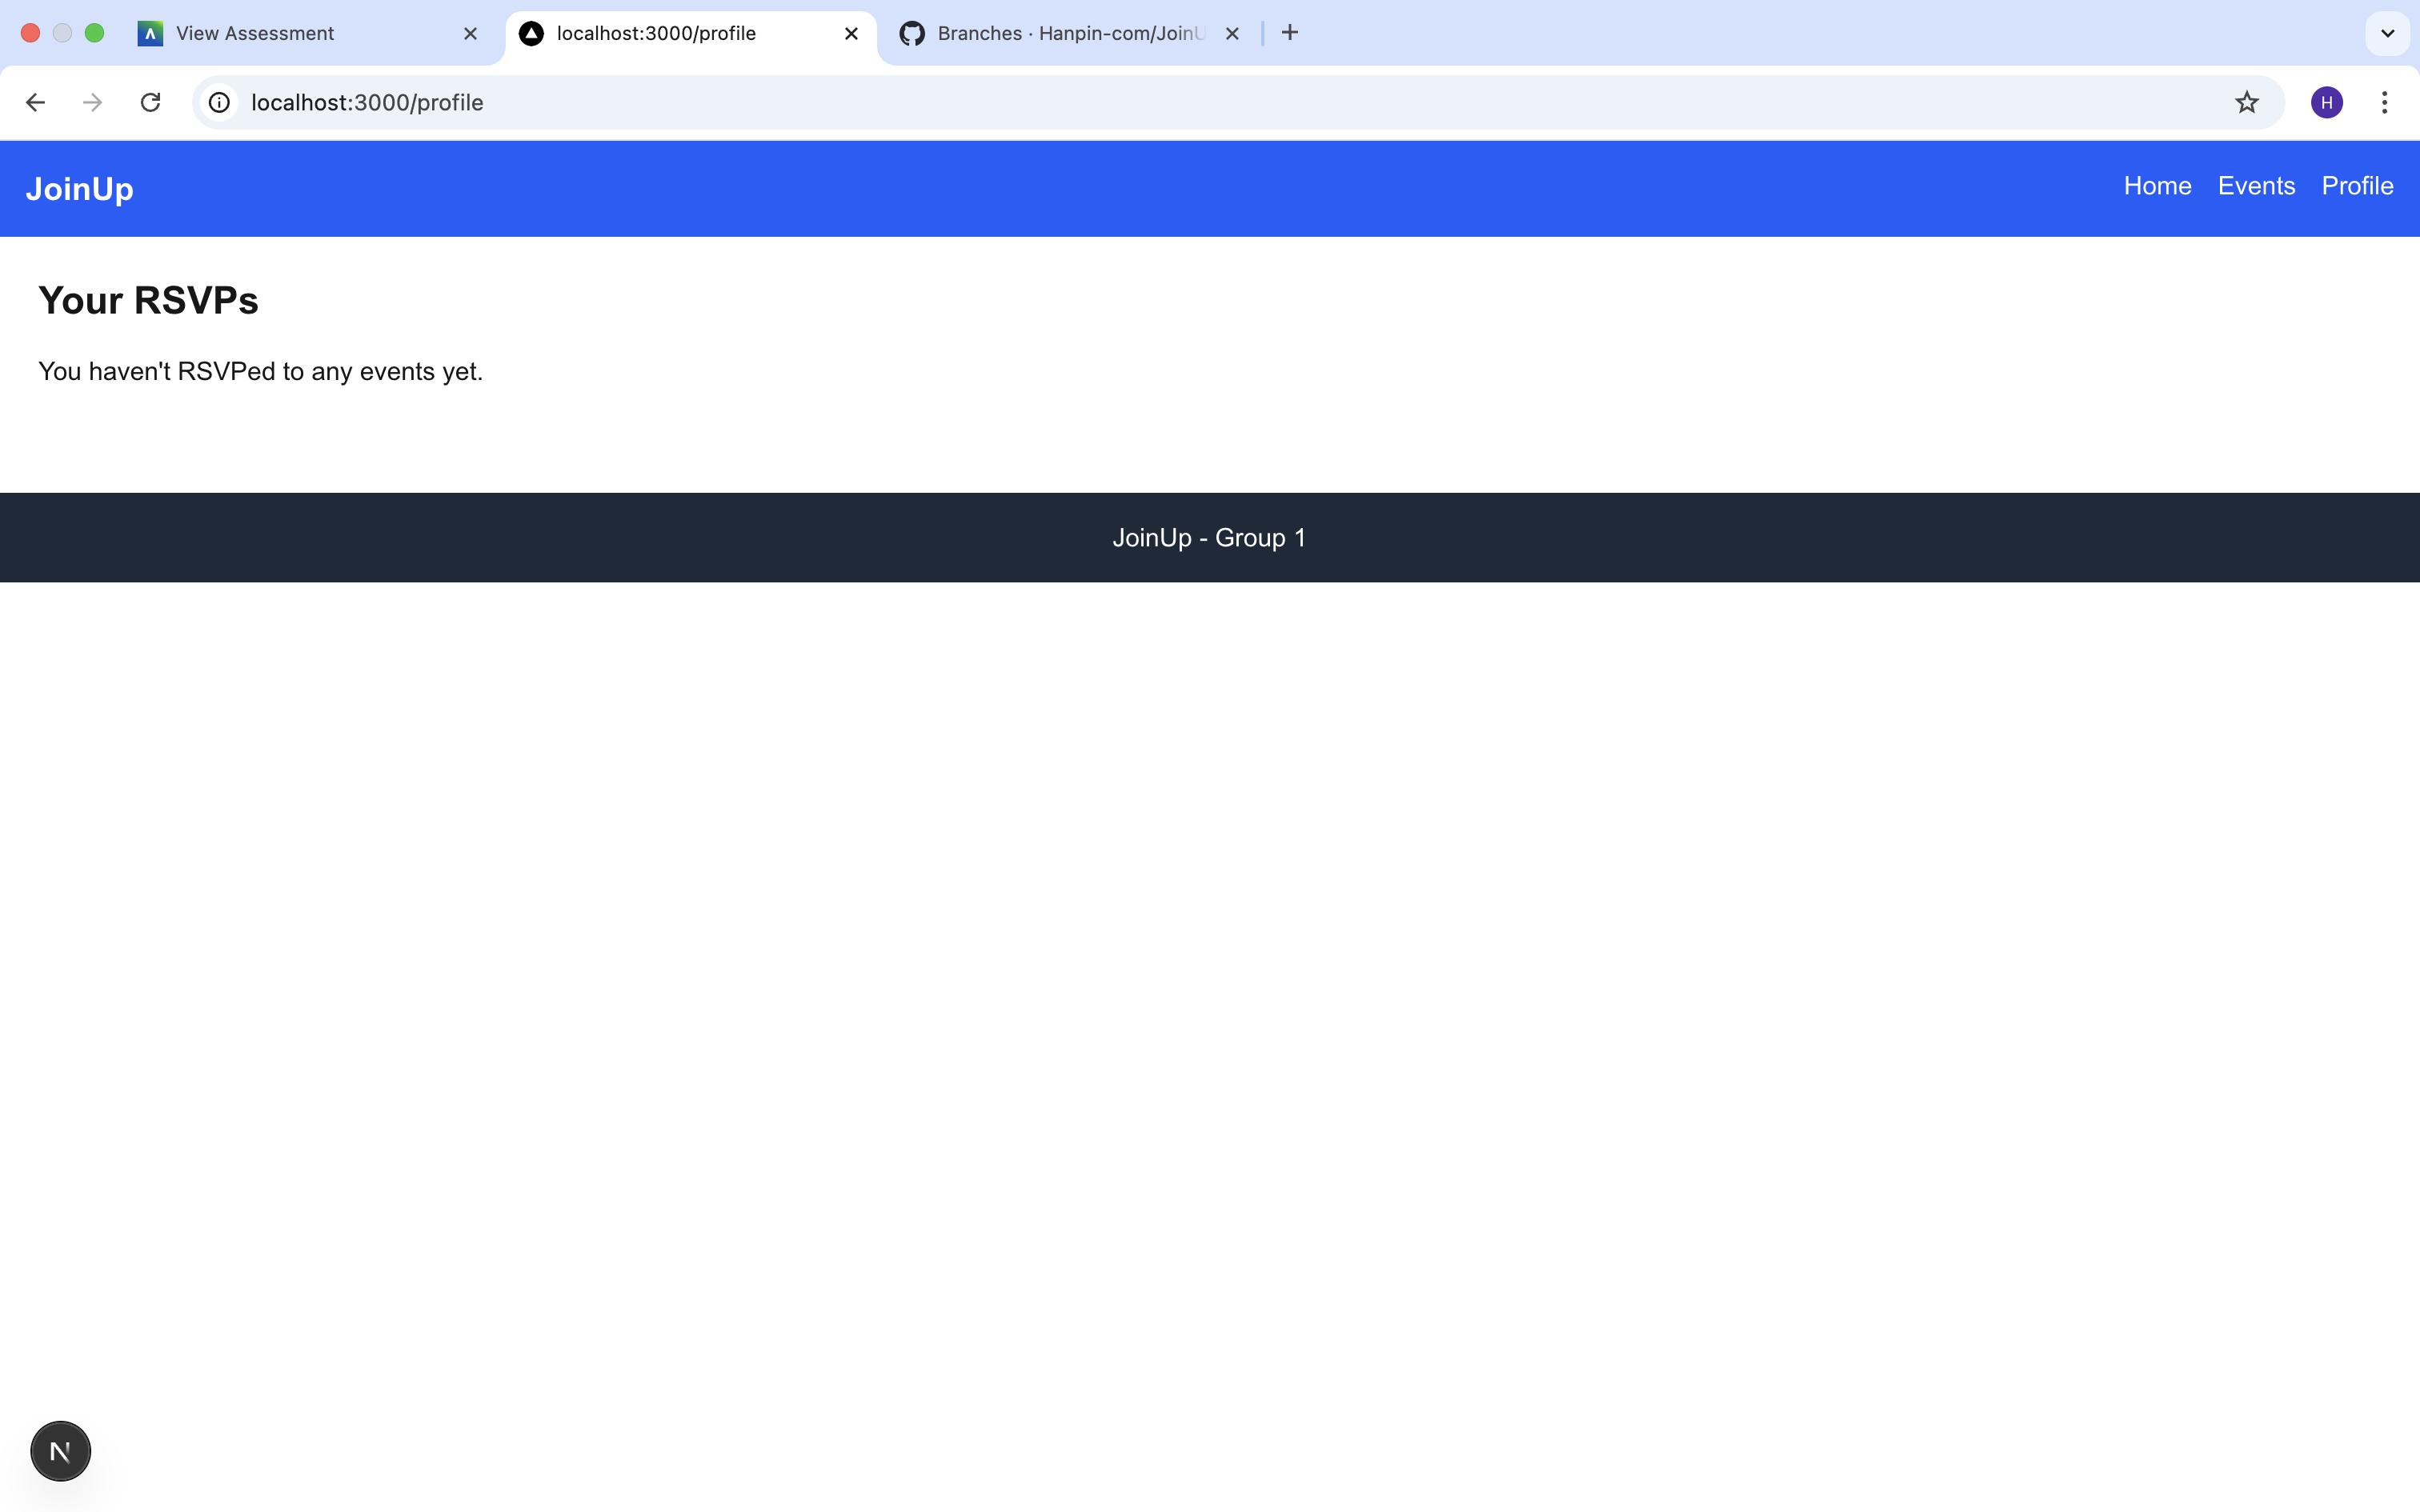 View Assessment
localhost:3000/profile
Branches · Hanpin-com/JoinU
localhost:3000/profile
H
JoinUp
Home Events Profile
Your RSVPs
You haven't RSVPed to any events yet.
JoinUp - Group 1
N